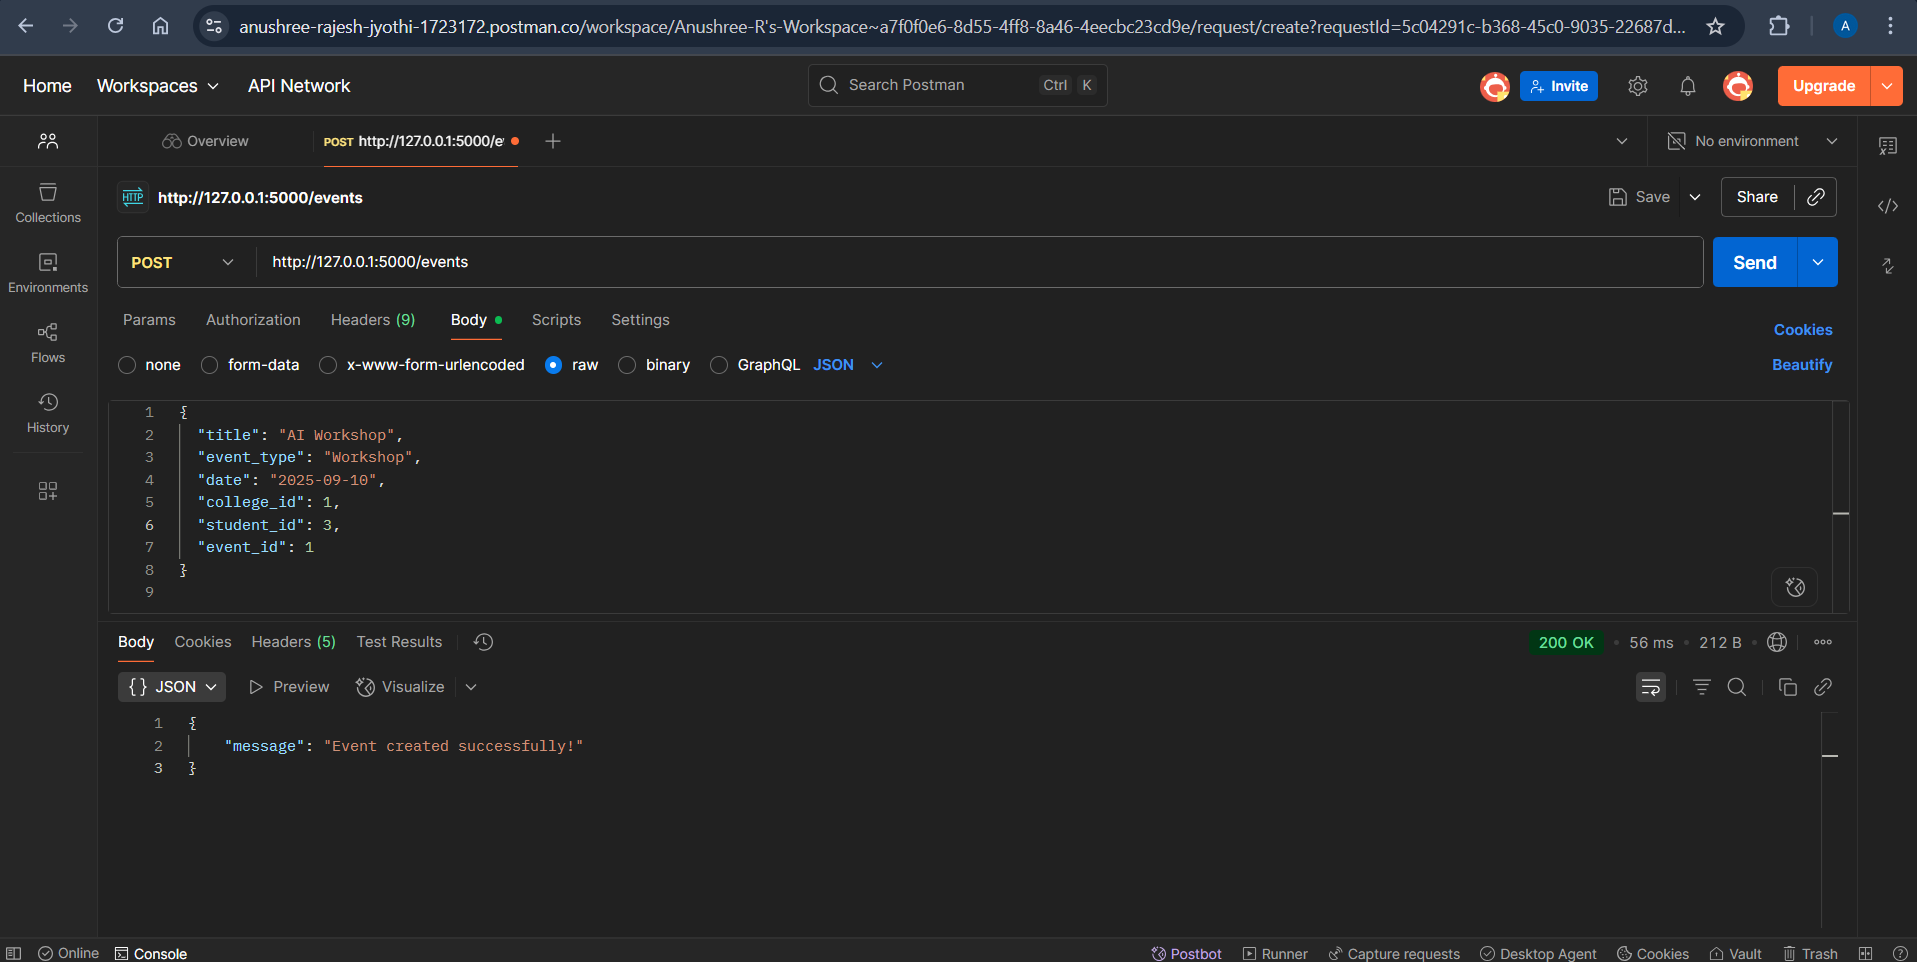 anushree-rajesh-jyothi-1723172.postman.co/workspace/Anushree-R's-Workspace~a7f0f0e6-8d55-4ff8-8a46-4eecbc23cd9e/request/create?requestId=5c04291c-b368-45c0-9035-22687d... A
Home Workspaces API Network Search Postman Ctrl K Invite Upgrade
Overview POST http://127.0.0.1:5000/e No environment
HTTP http://127.0.0.1:5000/events Save Share
Collections
POST http://127.0.0.1:5000/events Send
Environments
Params Authorization Headers (9) Body Scripts Settings Cookies
Flows
none form-data x-www-form-urlencoded raw binary GraphQL JSON Beautify
History
1 {
2 "title": "AI Workshop",
3 "event_type": "Workshop",
4 "date": "2025-09-10",
5 "college_id": 1,
6 "student_id": 3,
7 "event_id": 1
8 }
9
Body Cookies Headers (5) Test Results 200 OK • 56 ms • 212 B •
{} JSON Preview Visualize
1 {
2 "message": "Event created successfully!"
3 }
Online Console Postbot Runner Capture requests Desktop Agent Cookies Vault Trash